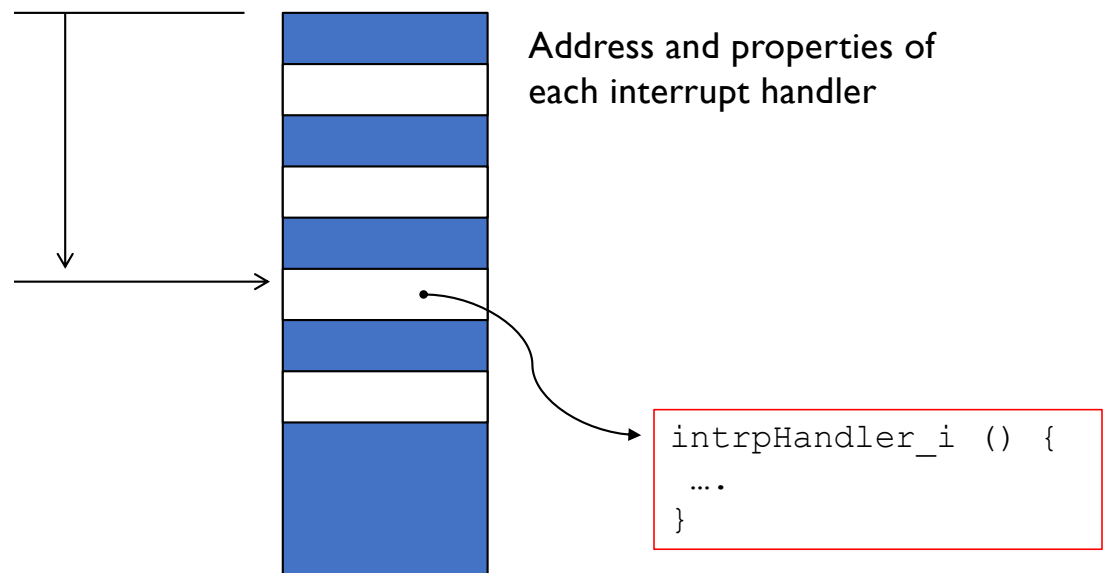 Address and properties of
each interrupt handler
intrpHandler_i () {
….
}